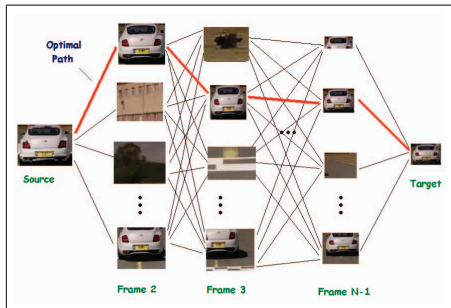 Optimal
Path
Source
Target
Frame 2
Frame 3
Frame N-1